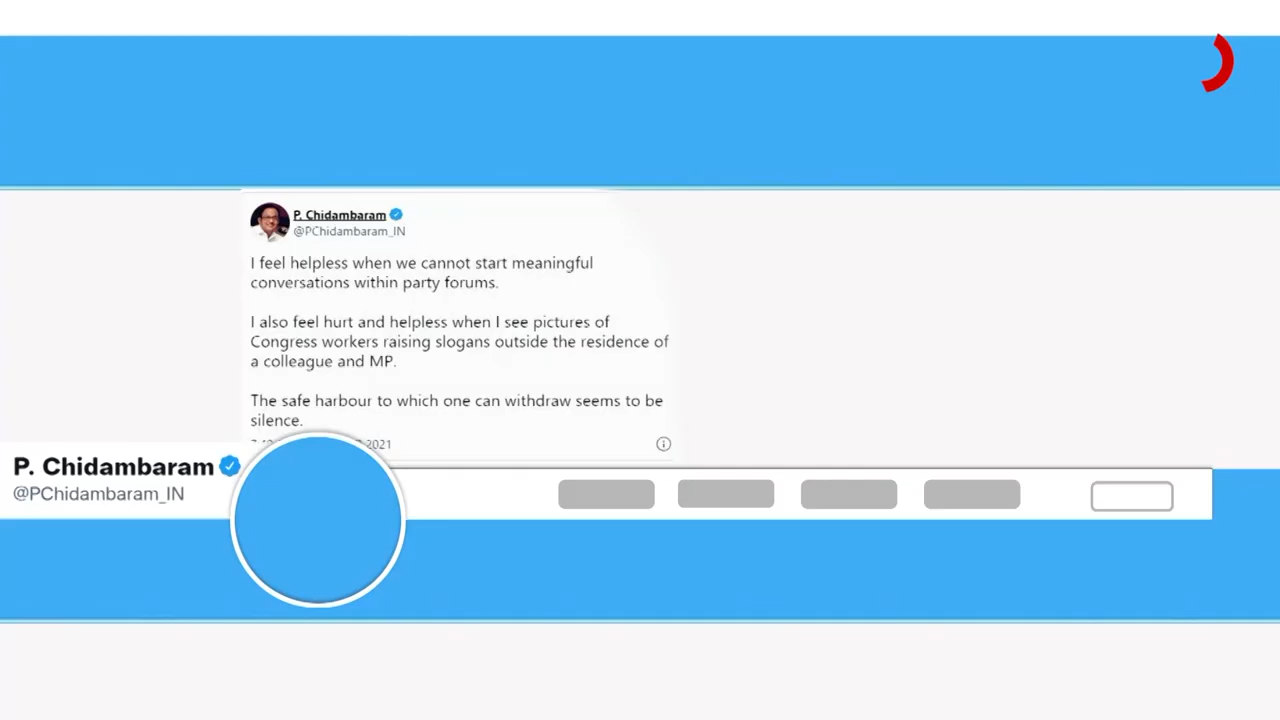 P. Chidambaram
@PChidambaram_IN
I feel helpless when we cannot start meaningful
conversations within party forums.
I also feel hurt and helpless when I see pictures of
Congress workers raising slogans outside the residence of
a colleague and MP.
The safe harbour to which one can withdraw seems to be
silence.
2021
P. Chidambaram
@PChidambaram_IN